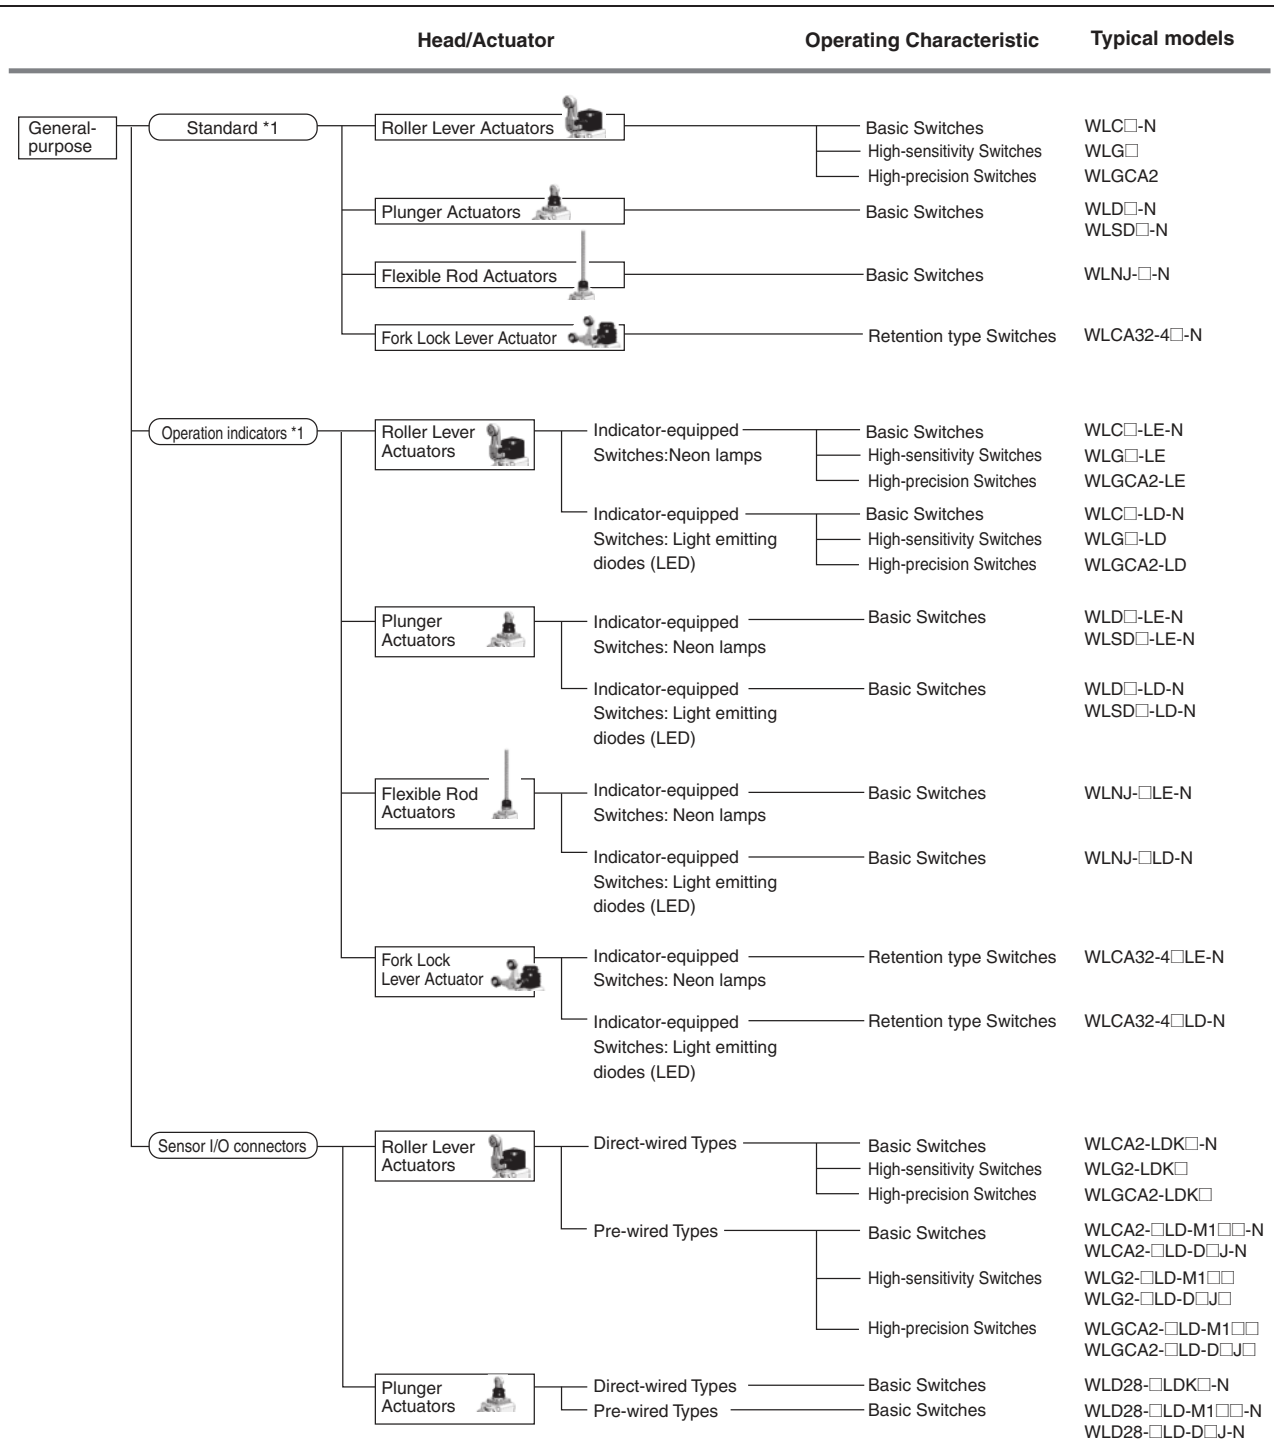 Head/Actuator Operating Characteristic Typical models
General-purpose
Standard *1
Roller Lever Actuators
Basic Switches WLC□-N
High-sensitivity Switches WLG□
High-precision Switches WLGCA2
Plunger Actuators
Basic Switches WLD□-N
WLSD□-N
Flexible Rod Actuators
Basic Switches WLNJ-□-N
Fork Lock Lever Actuator
Retention type Switches WLCA32-4□-N
Operation indicators *1
Roller Lever
Actuators
Indicator-equipped
Switches:Neon lamps
Basic Switches WLC□-LE-N
High-sensitivity Switches WLG□-LE
High-precision Switches WLGCA2-LE
Indicator-equipped
Switches: Light emitting
diodes (LED)
Basic Switches WLC□-LD-N
High-sensitivity Switches WLG□-LD
High-precision Switches WLGCA2-LD
Plunger
Actuators
Indicator-equipped
Switches: Neon lamps
Basic Switches WLD□-LE-N
WLSD□-LE-N
Indicator-equipped
Switches: Light emitting
diodes (LED)
Basic Switches WLD□-LD-N
WLSD□-LD-N
Flexible Rod
Actuators
Indicator-equipped
Switches: Neon lamps
Basic Switches WLNJ-□LE-N
Indicator-equipped
Switches: Light emitting
diodes (LED)
Basic Switches WLNJ-□LD-N
Fork Lock
Lever Actuator
Indicator-equipped
Switches: Neon lamps
Retention type Switches WLCA32-4□LE-N
Indicator-equipped
Switches: Light emitting
diodes (LED)
Retention type Switches WLCA32-4□LD-N
Sensor I/O connectors
Roller Lever
Actuators
Direct-wired Types
Basic Switches WLCA2-LDK□-N
High-sensitivity Switches WLG2-LDK□
High-precision Switches WLGCA2-LDK□
Pre-wired Types
Basic Switches WLCA2-□LD-M1□□-N
WLCA2-□LD-D□J-N
High-sensitivity Switches WLG2-□LD-M1□□
WLG2-□LD-D□J□
High-precision Switches WLGCA2-□LD-M1□□
WLGCA2-□LD-D□J□
Plunger
Actuators
Direct-wired Types Basic Switches WLD28-□LDK□-N
Pre-wired Types Basic Switches WLD28-□LD-M1□□-N
WLD28-□LD-D□J-N